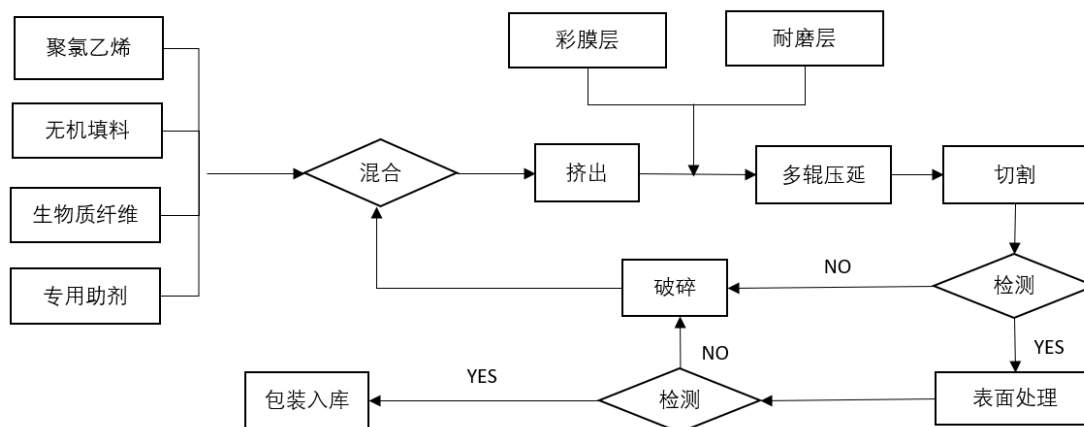 聚氯乙烯
无机填料
生物质纤维
专用助剂
混合
挤出
彩膜层
耐磨层
多辊压延
切割
检测
NO
破碎
YES
表面处理
检测
NO
YES
包装入库